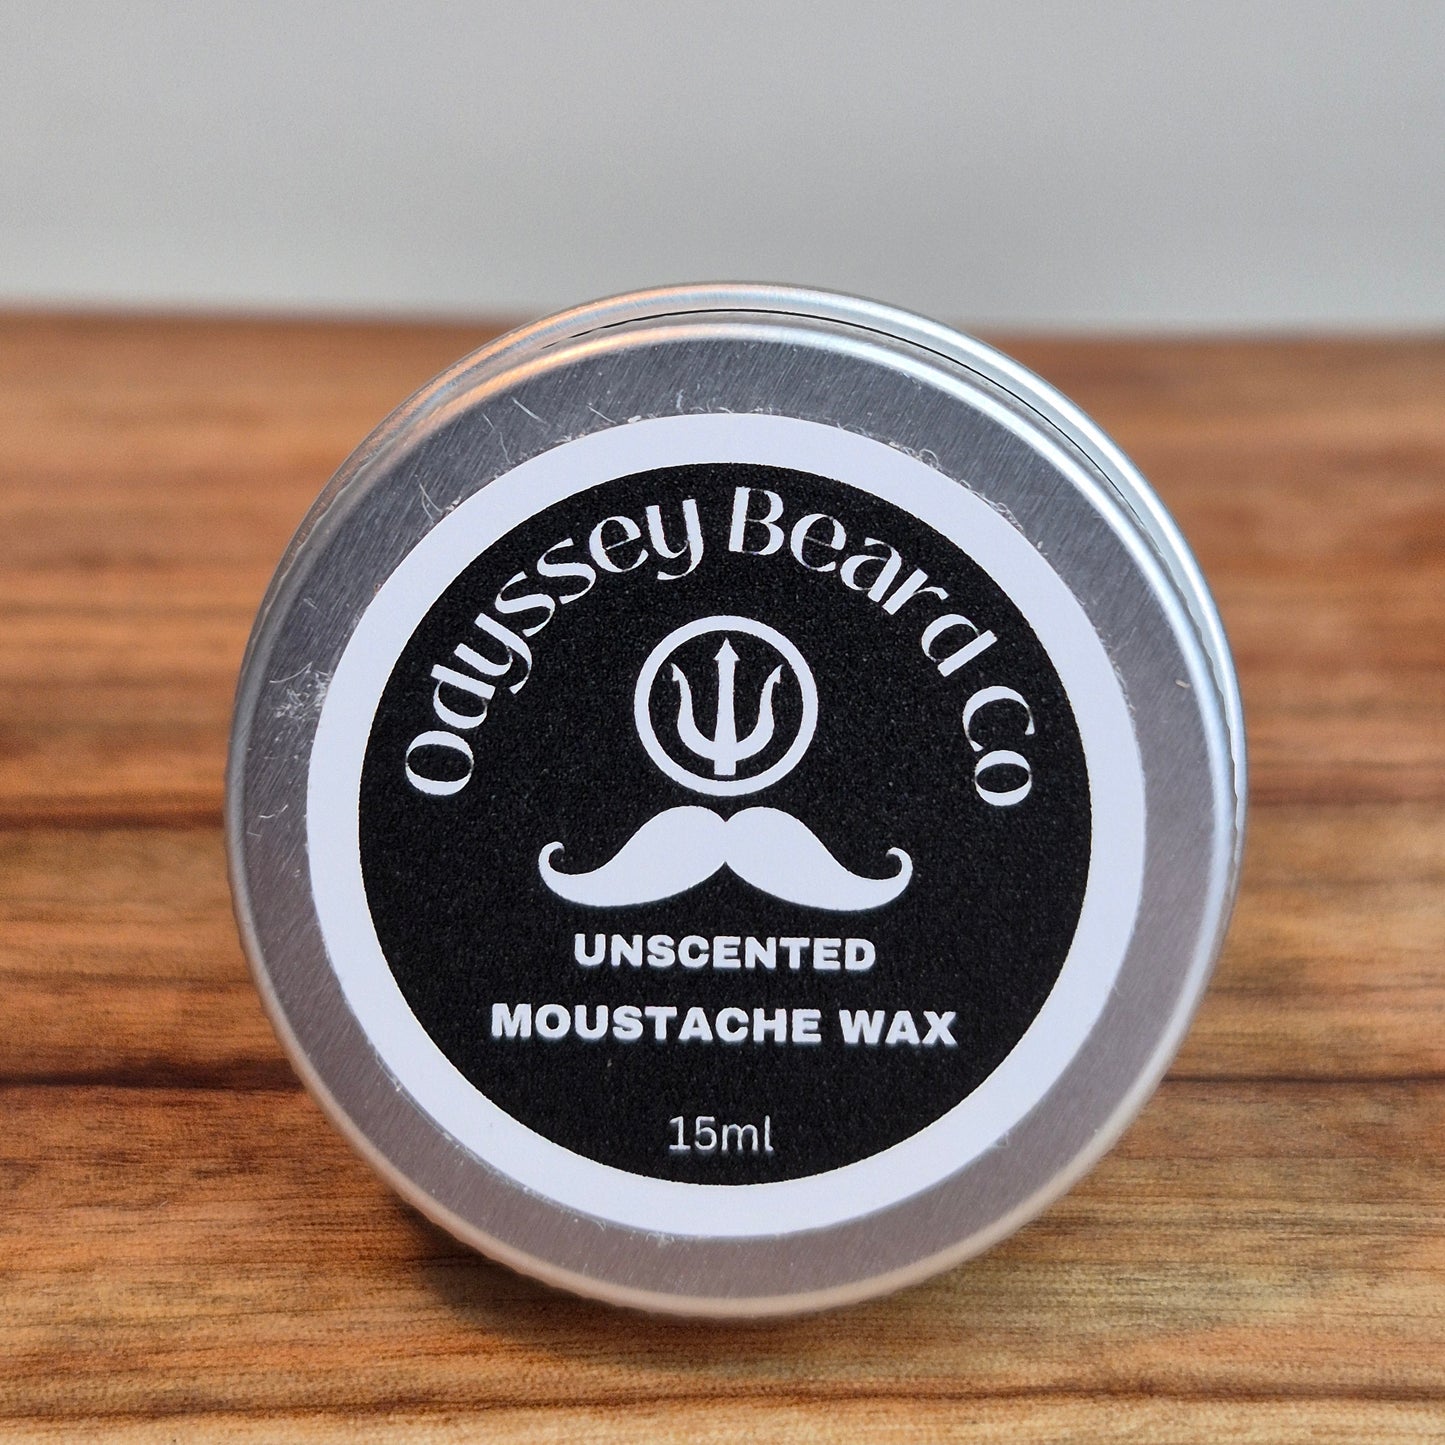 Odyssey Beard Co
UNSCENTED
MOUSTACHE WAX
15ml